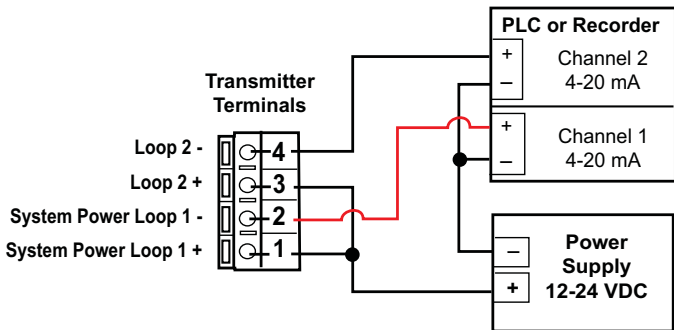 PLC or Recorder
+
Channel 2
–
4-20 mA
+
Channel 1
–
4-20 mA
Transmitter
Terminals
Loop 2 -
4
Loop 2 +
3
System Power Loop 1 -
2
System Power Loop 1 +
1
–
+
Power
Supply
12-24 VDC